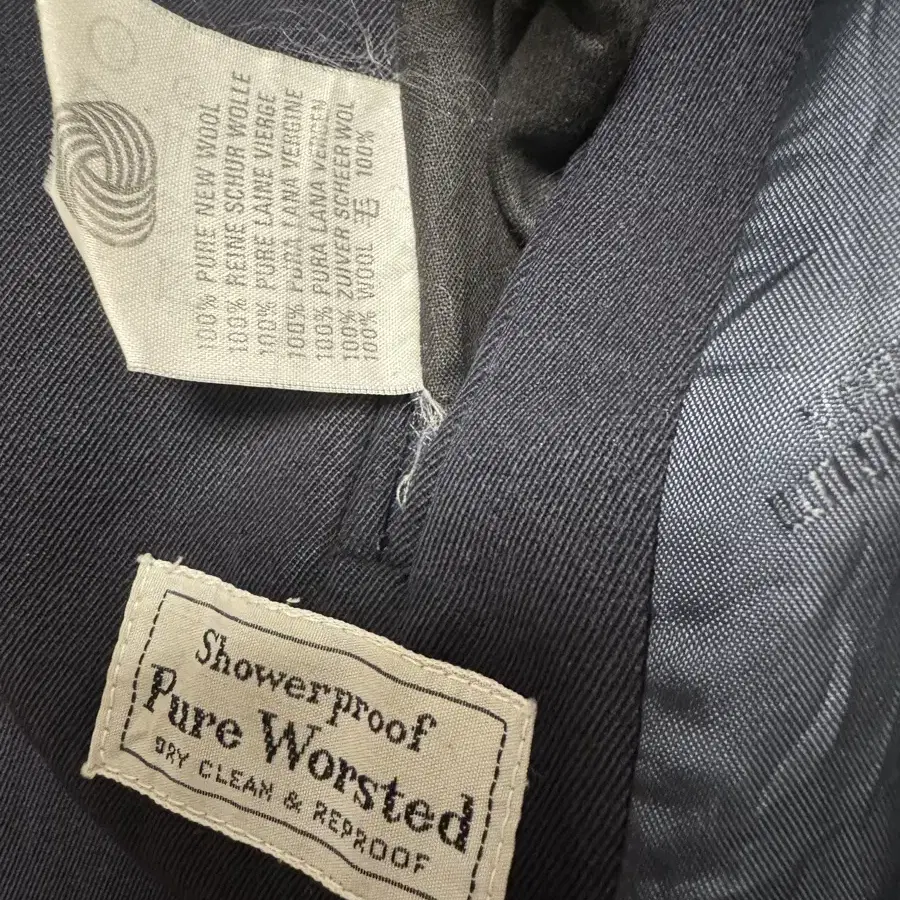 100% PURE NEW WOOL
100% REINE SCHUR WOLLE
100% PURE LAINE VIERGE
100% PURA LANA VERGINE
100% PURA LANA VERGEN
100% ZUIVER SCHEERWOL
100% WOOL 毛 100%
Showerproof
Pure Worsted
DRY CLEAN & REPROOF